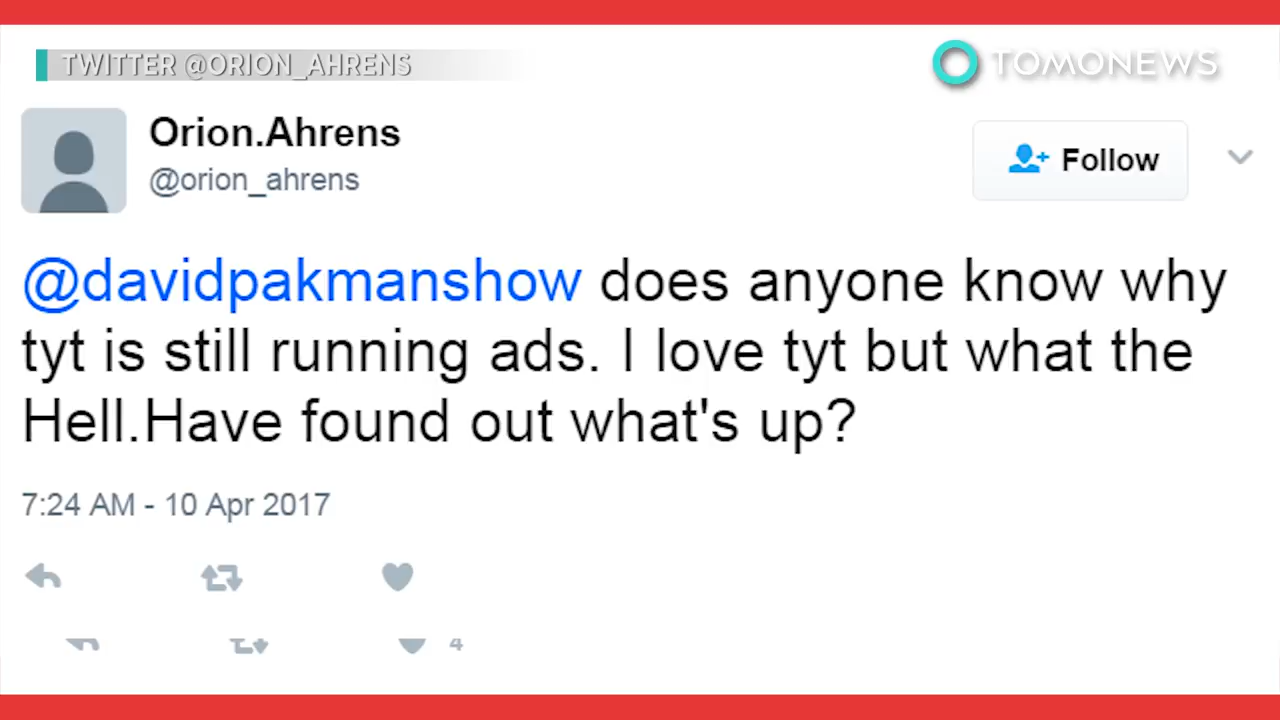 TWITTER @ORION_AHRENS
TOMONEWS
Orion.Ahrens
@orion_ahrens
Follow
@davidpakmanshow does anyone know why
tyt is still running ads. I love tyt but what the
Hell.Have found out what's up?
7:24 AM - 10 Apr 2017
4